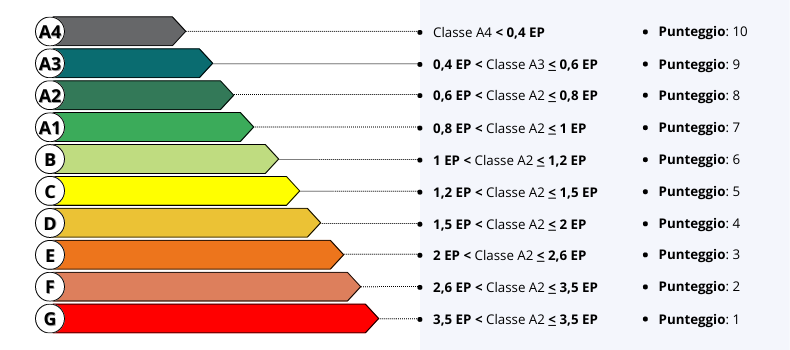 A4 Classe A4 < 0,4 EP • Punteggio: 10
A3 0,4 EP < Classe A3 ≤ 0,6 EP • Punteggio: 9
A2 0,6 EP < Classe A2 ≤ 0,8 EP • Punteggio: 8
A1 0,8 EP < Classe A2 ≤ 1 EP • Punteggio: 7
B 1 EP < Classe A2 ≤ 1,2 EP • Punteggio: 6
C 1,2 EP < Classe A2 ≤ 1,5 EP • Punteggio: 5
D 1,5 EP < Classe A2 ≤ 2 EP • Punteggio: 4
E 2 EP < Classe A2 ≤ 2,6 EP • Punteggio: 3
F 2,6 EP < Classe A2 ≤ 3,5 EP • Punteggio: 2
G 3,5 EP < Classe A2 ≤ 3,5 EP • Punteggio: 1